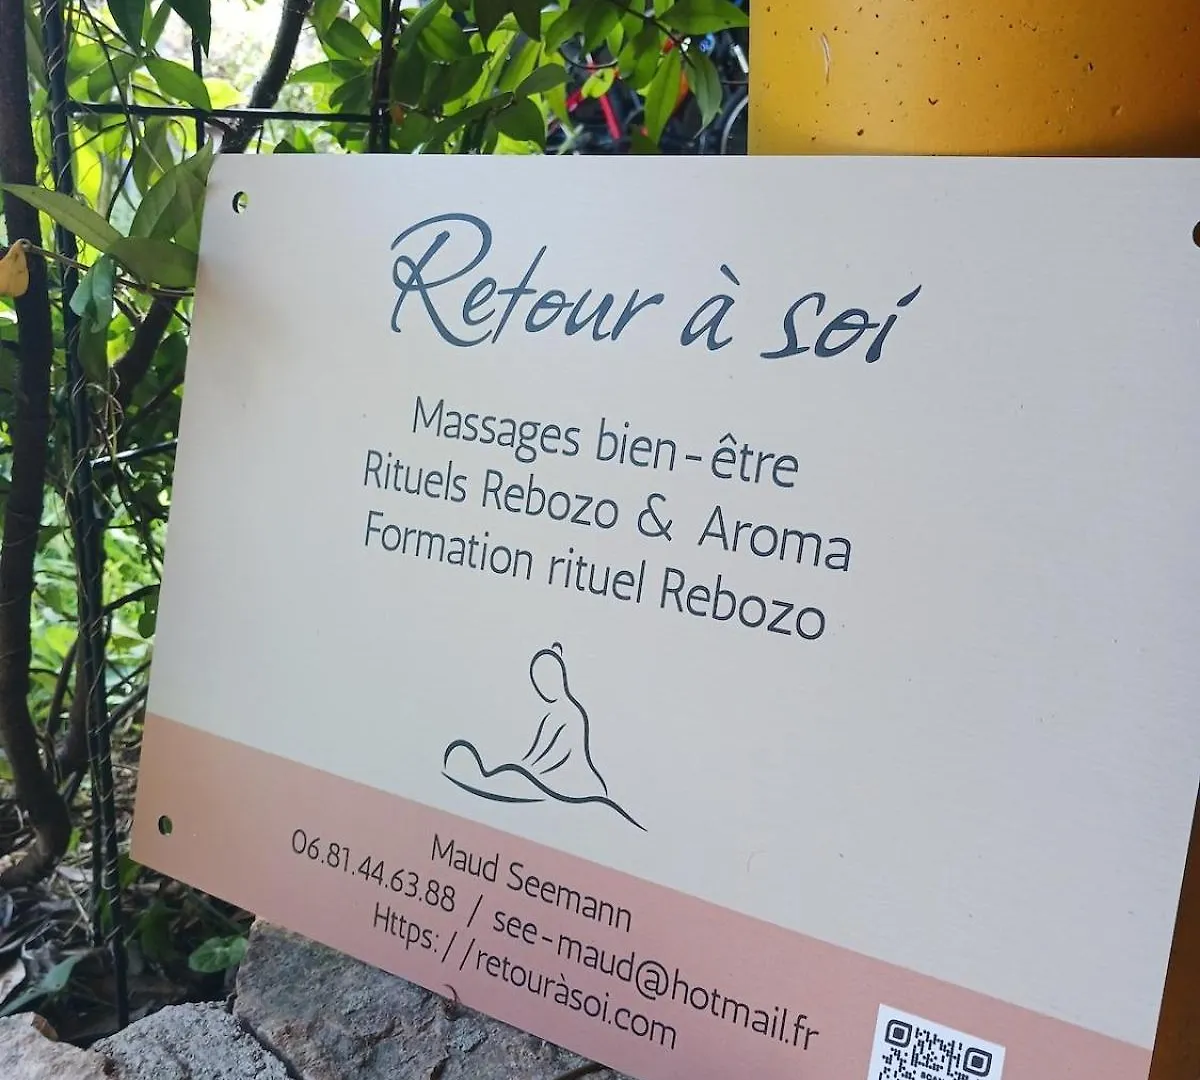 Retour à soi
Massages bien-être
Rituels Rebozo & Aroma
Formation rituel Rebozo
Maud Seemann
06.81.44.63.88 / see-maud@hotmail.fr
Https://retouràsoi.com